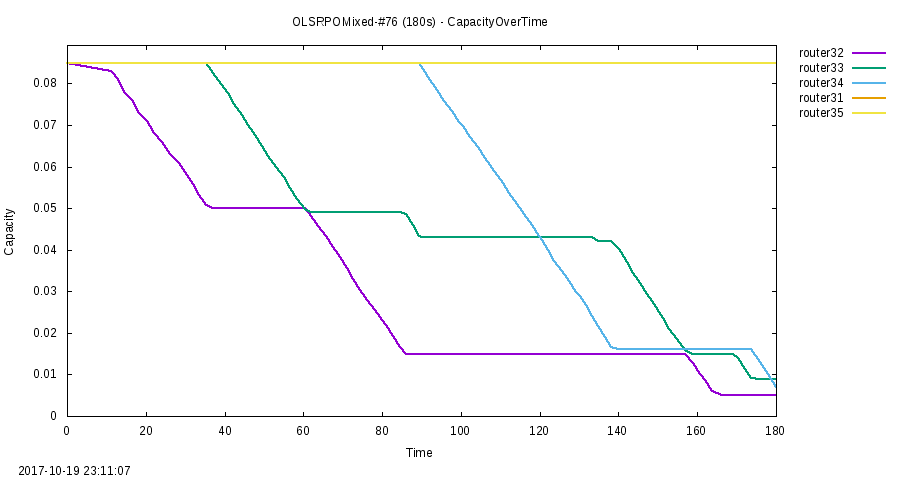 OLSRPOMixed-#76 (180s) - CapacityOverTime
router32
router33
router34
router31
router35
Capacity
0.08
0.07
0.06
0.05
0.04
0.03
0.02
0.01
0
0 20 40 60 80 100 120 140 160 180
Time
2017-10-19 23:11:07